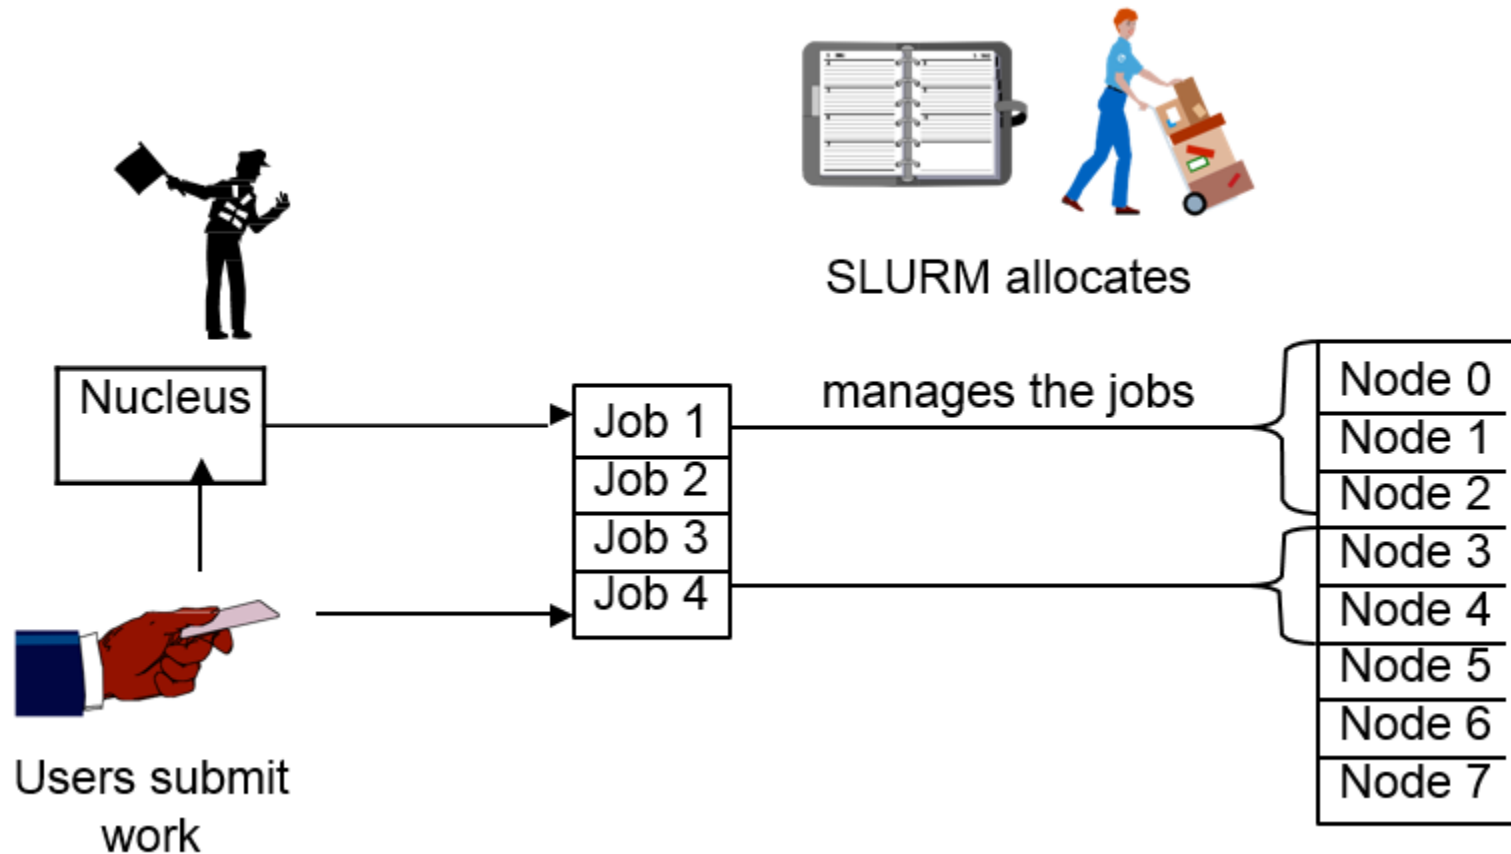 SLURM allocates
Nucleus
manages the jobs
Job 1
Job 2
Job 3
Job 4
Node 0
Node 1
Node 2
Node 3
Node 4
Node 5
Node 6
Node 7
Users submit
work